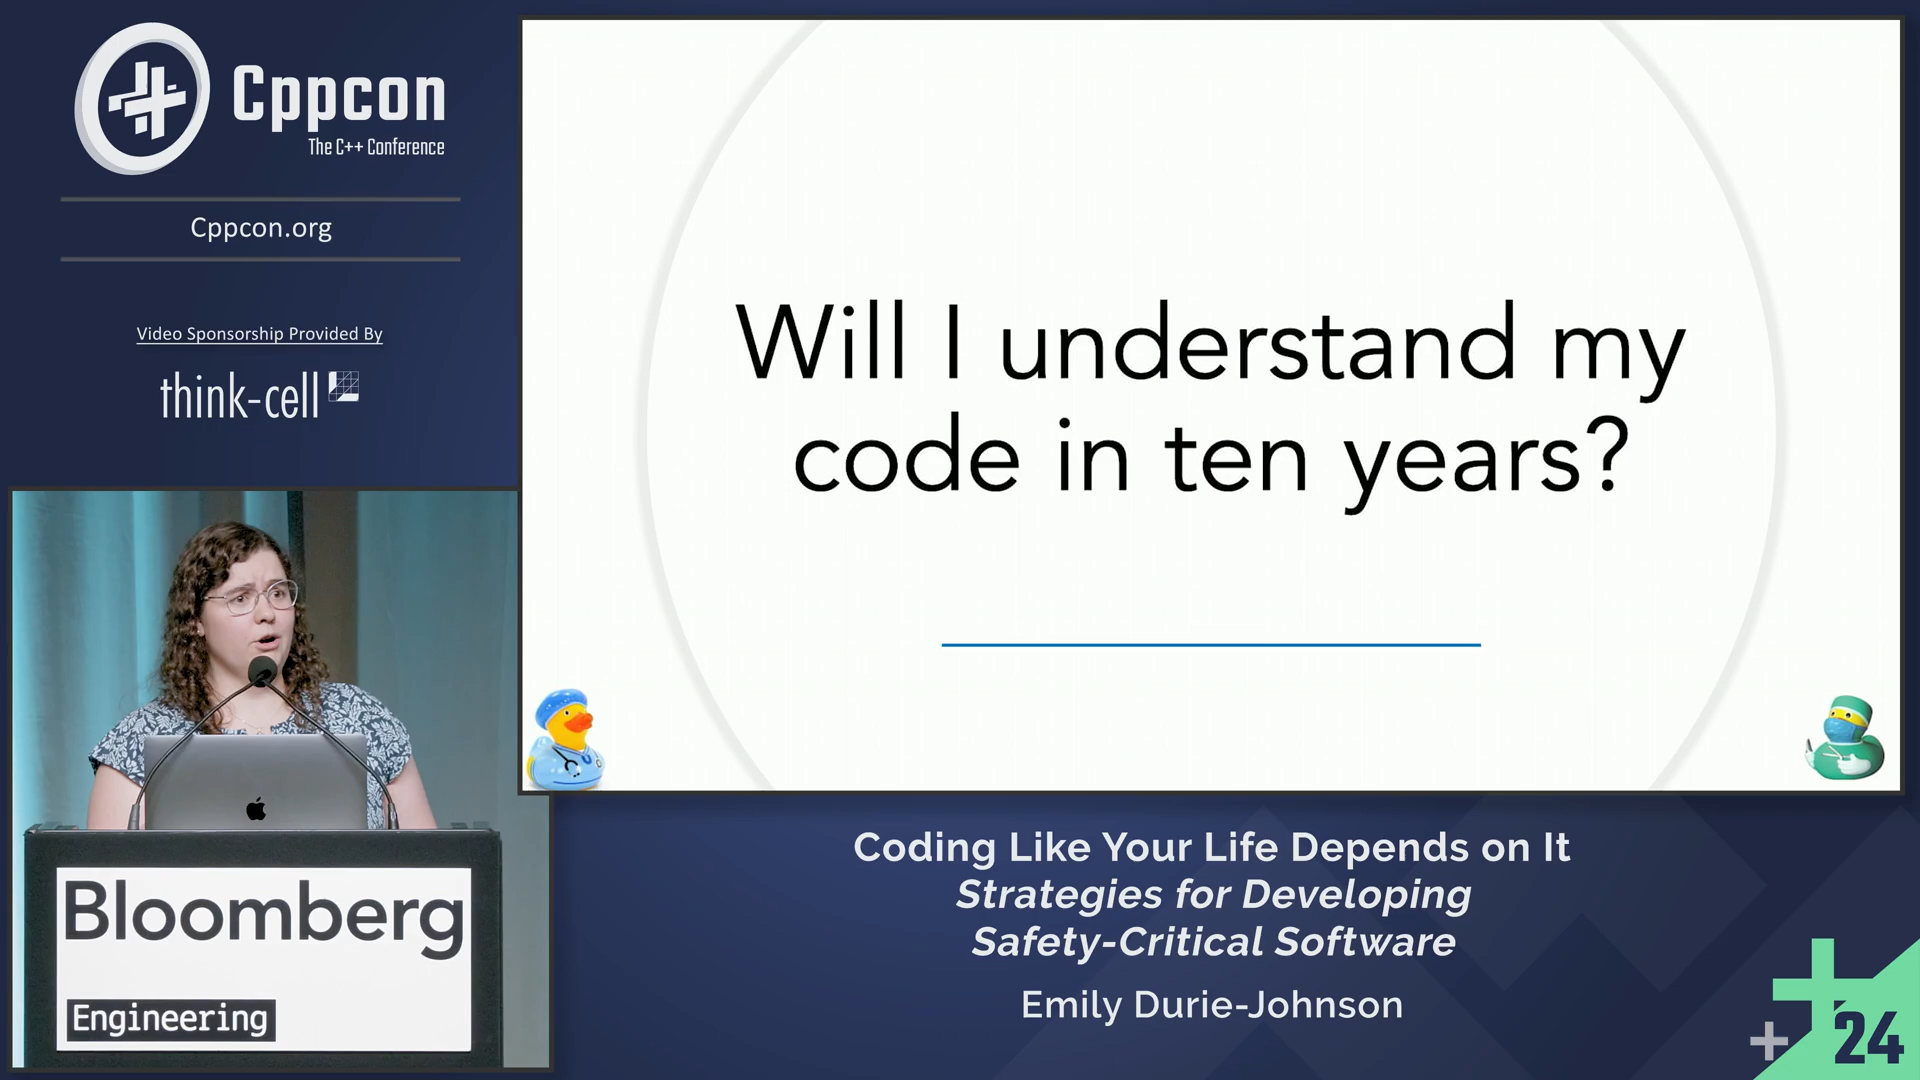 Cppcon
The C++ Conference
Cppcon.org
Video Sponsorship Provided By
think-cell
Will I understand my
code in ten years?
Bloomberg
Engineering
Coding Like Your Life Depends on It
Strategies for Developing
Safety-Critical Software
Emily Durie-Johnson
24